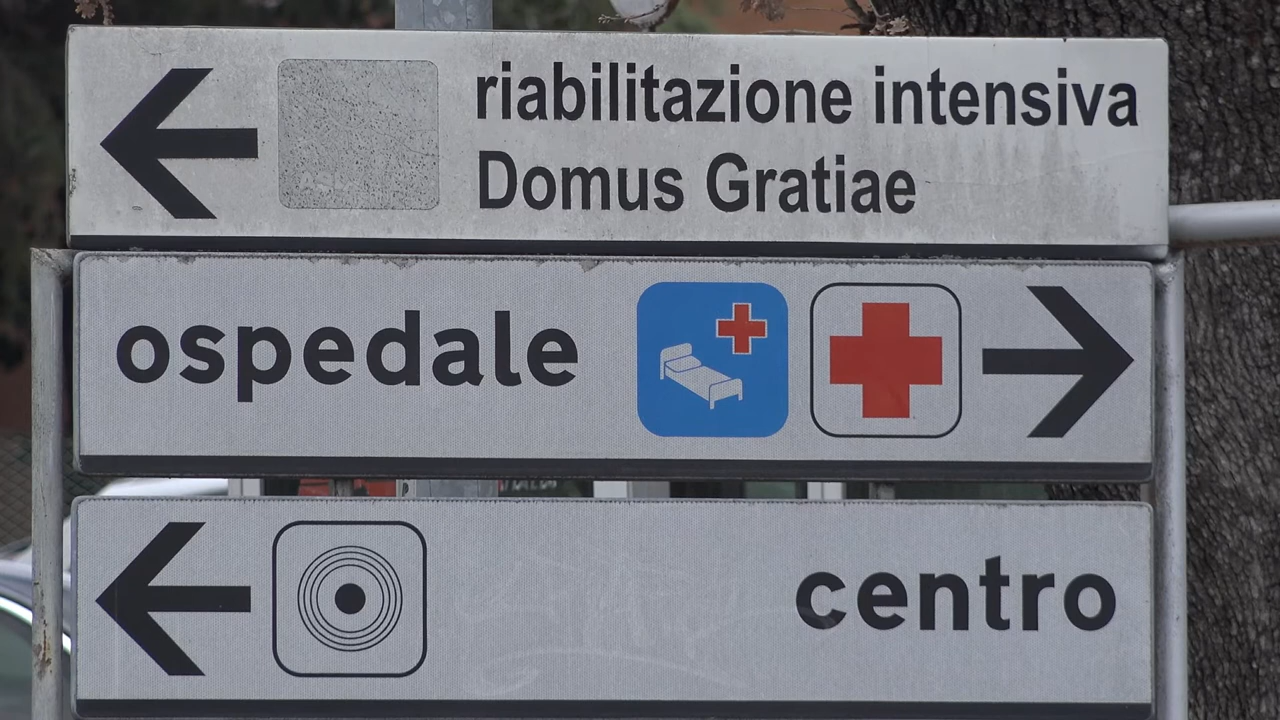 riabilitazione intensiva
Domus Gratiae
ospedale
centro